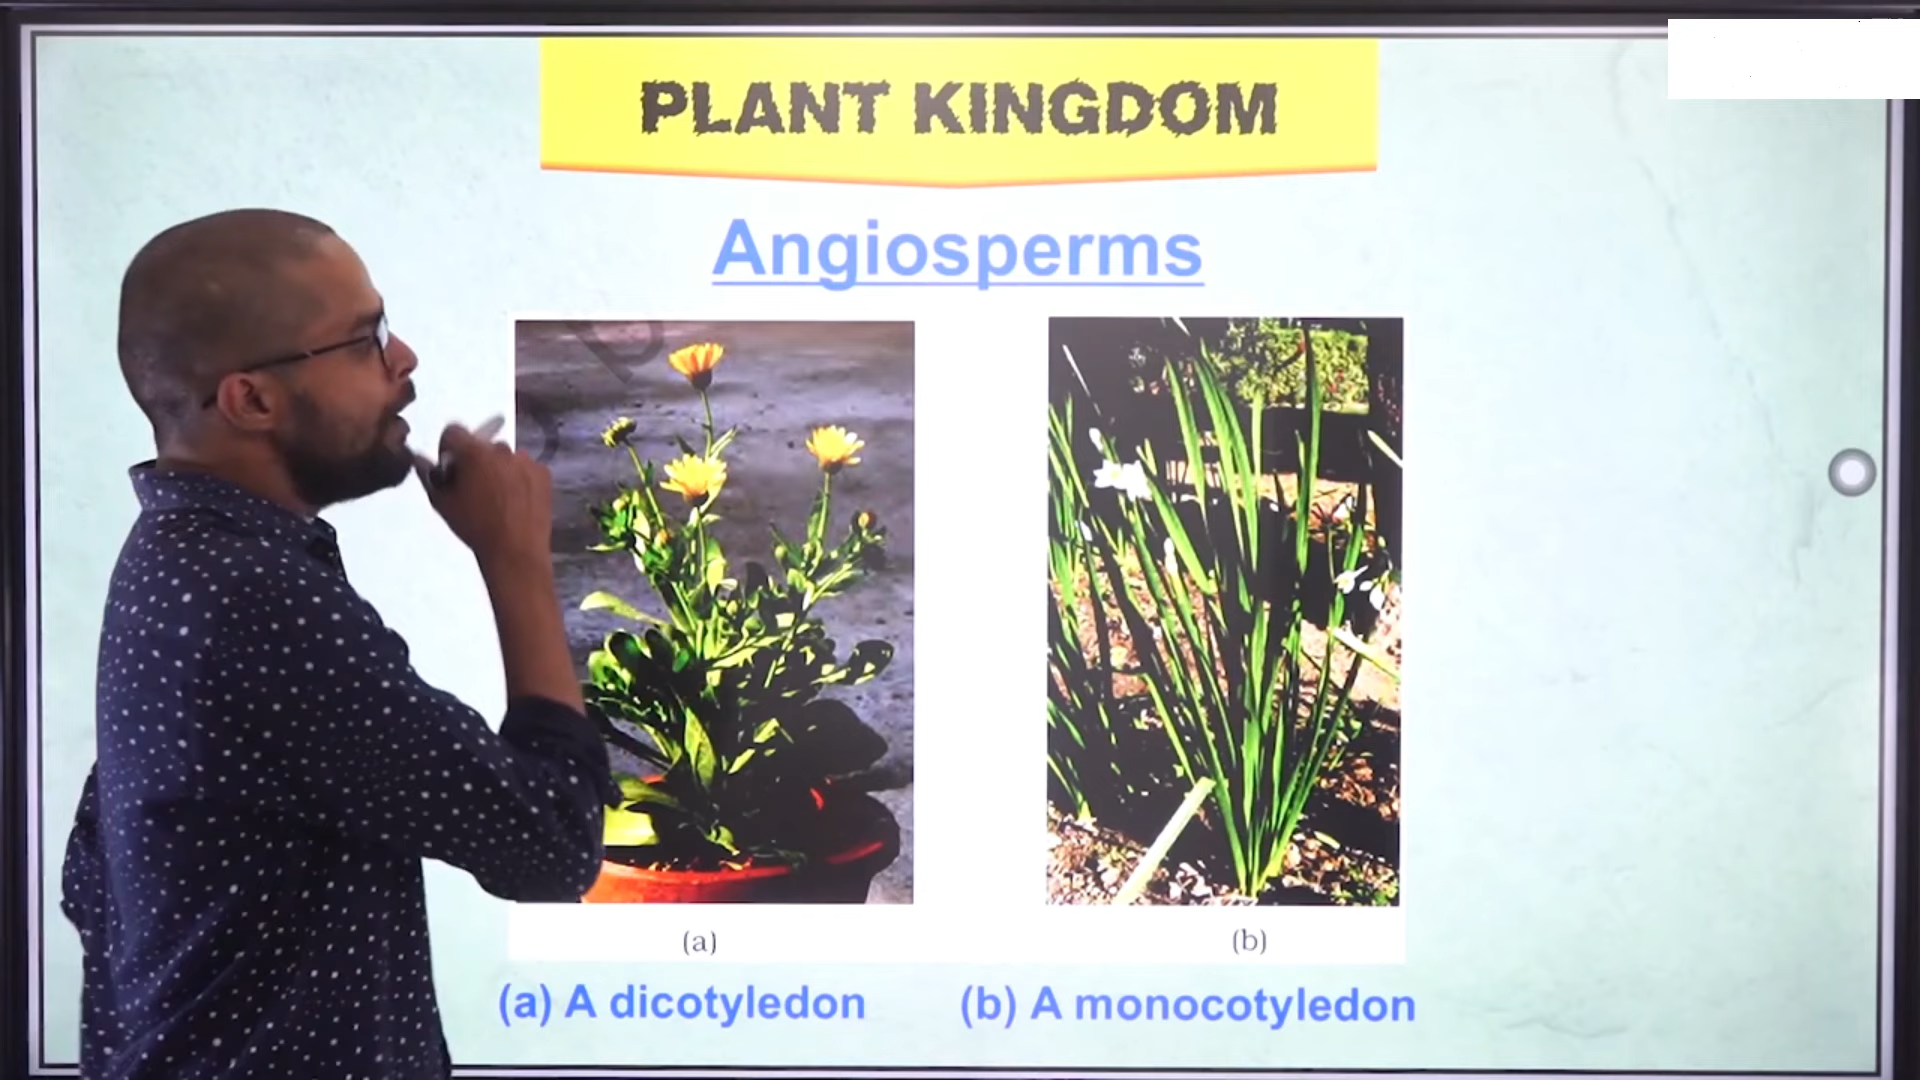 PLANT KINGDOM
Angiosperms
(a)
(b)
(a) A dicotyledon
(b) A monocotyledon